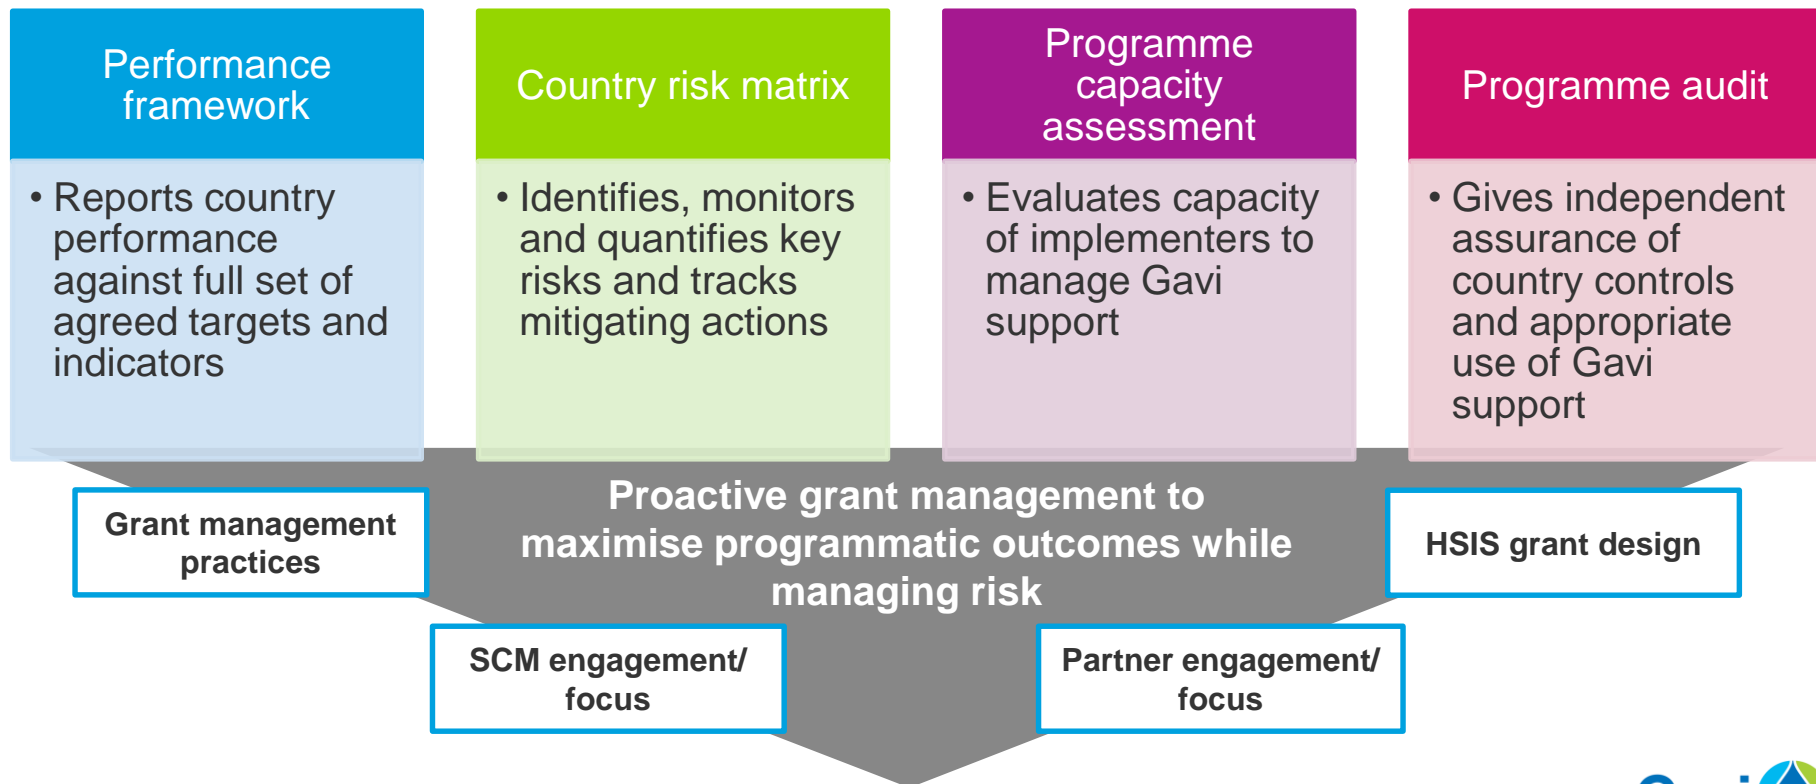 Performance
framework
• Reports country
performance
against full set of
agreed targets and
indicators
Country risk matrix
• Identifies, monitors
and quantifies key
risks and tracks
mitigating actions
Programme
capacity
assessment
• Evaluates capacity
of implementers to
manage Gavi
support
Programme audit
• Gives independent
assurance of
country controls
and appropriate
use of Gavi
support
Proactive grant management to
maximise programmatic outcomes while
managing risk
Grant management
practices
HSIS grant design
SCM engagement/
focus
Partner engagement/
focus